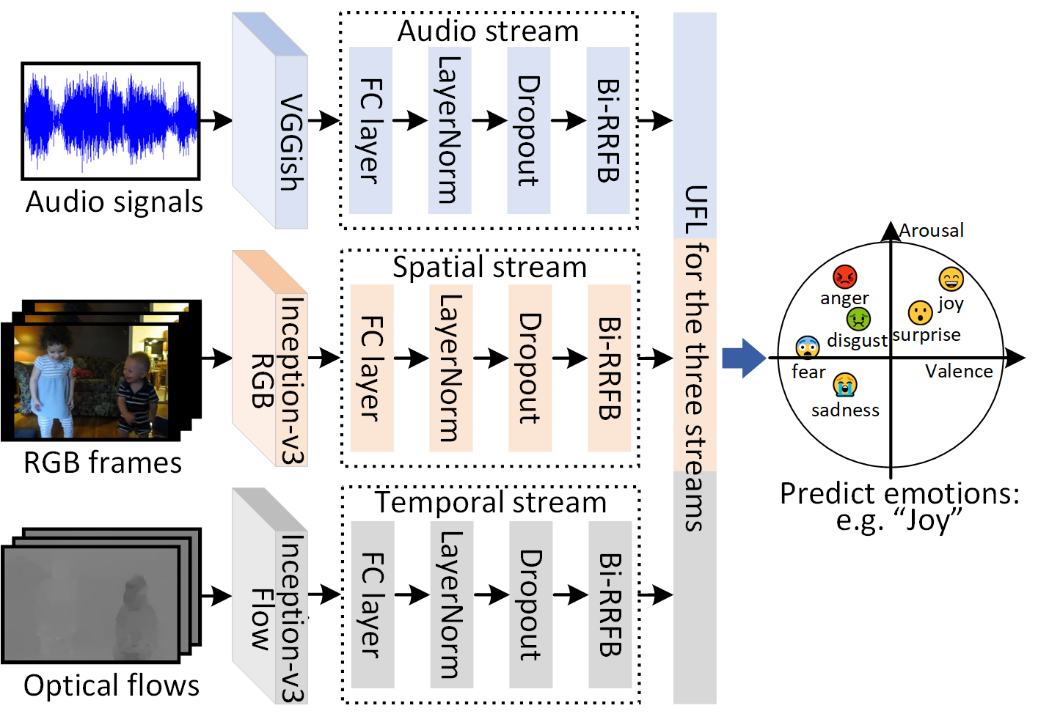 Audio stream
Audio signals
VGGish
FC layer
LayerNorm
Dropout
Bi-RRFB
Spatial stream
RGB frames
Inception-v3
RGB
FC layer
LayerNorm
Dropout
Bi-RRFB
Temporal stream
Optical flows
Inception-v3
Flow
FC layer
LayerNorm
Dropout
Bi-RRFB
UFL for the three streams
Arousal
anger
joy
disgust
surprise
fear
Valence
sadness
Predict emotions:
e.g. “Joy”